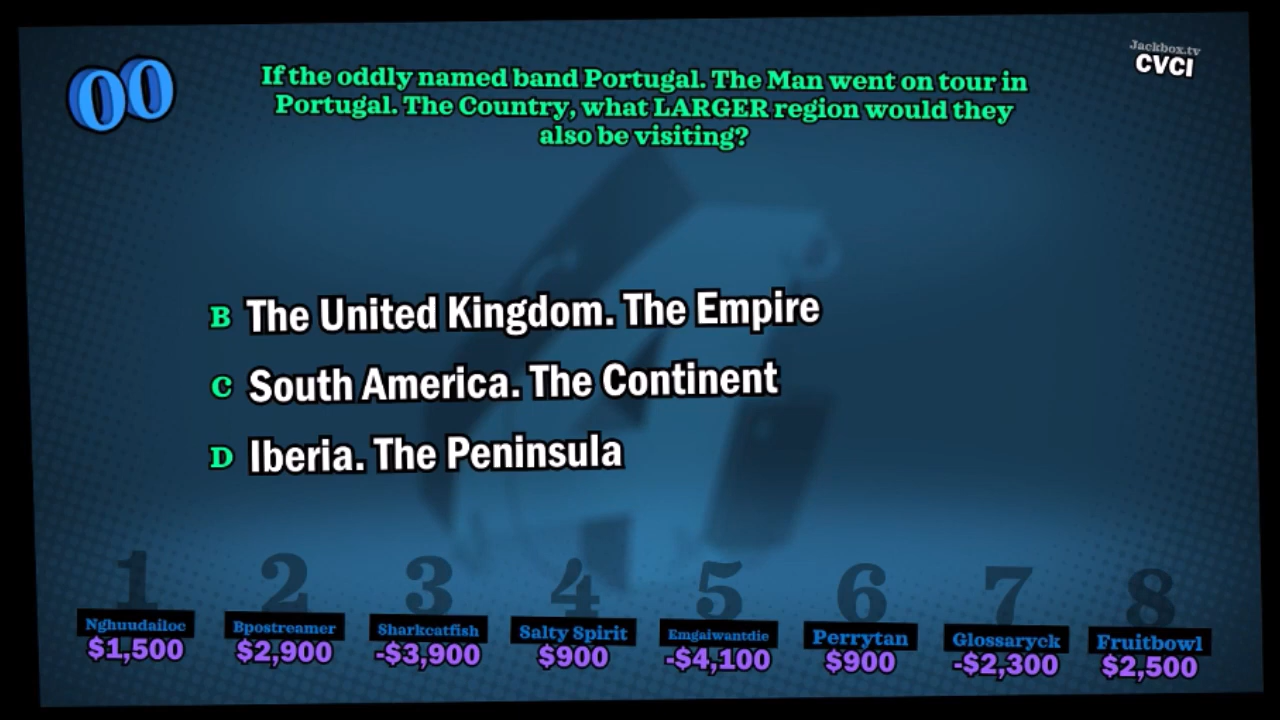 00
If the oddly named band Portugal. The Man went on tour in
Portugal. The Country, what LARGER region would they
also be visiting?
Jackbox.tv
CVCI
B The United Kingdom. The Empire
C South America. The Continent
D Iberia. The Peninsula
1 2 3 4 5 6 7 8
Nghuudailoc Bpostreamer Sharkcatfish Salty Spirit Emgaiwantdie Perrytan Glossaryck Fruitbowl
$1,500 $2,900 -$3,900 $900 -$4,100 $900 -$2,300 $2,500